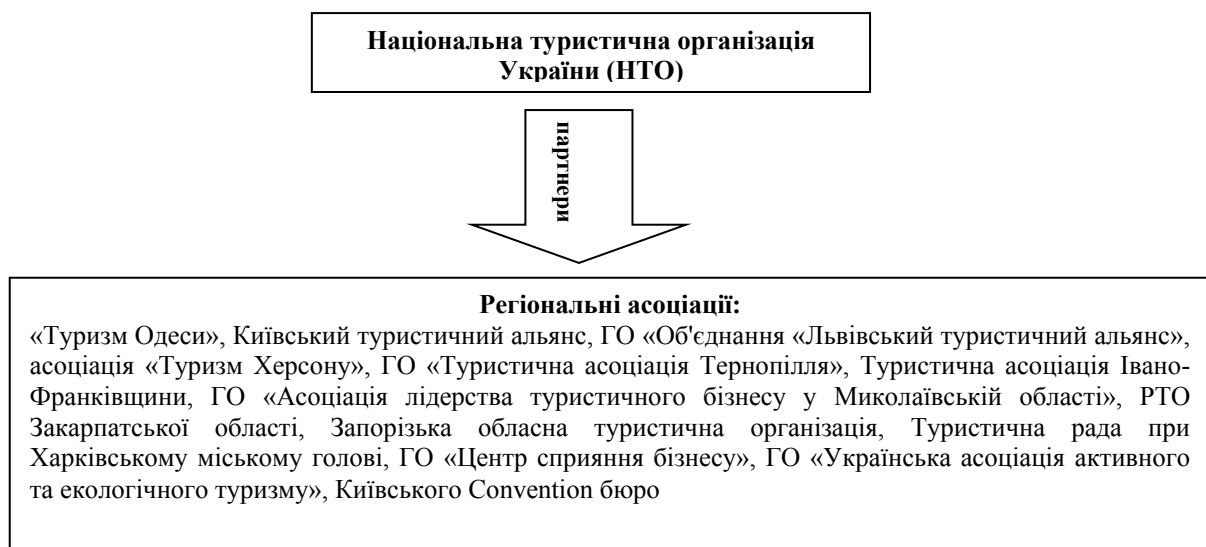 Національна туристична організація
України (НТО)
партнери
Регіональні асоціації:
«Туризм Одеси», Київський туристичний альянс, ГО «Об'єднання «Львівський туристичний альянс»,
асоціація «Туризм Херсону», ГО «Туристична асоціація Тернопілля», Туристична асоціація Івано-
Франківщини, ГО «Асоціація лідерства туристичного бізнесу у Миколаївській області», РТО
Закарпатської області, Запорізька обласна туристична організація, Туристична рада при
Харківському міському голові, ГО «Центр сприяння бізнесу», ГО «Українська асоціація активного
та екологічного туризму», Київського Convention бюро